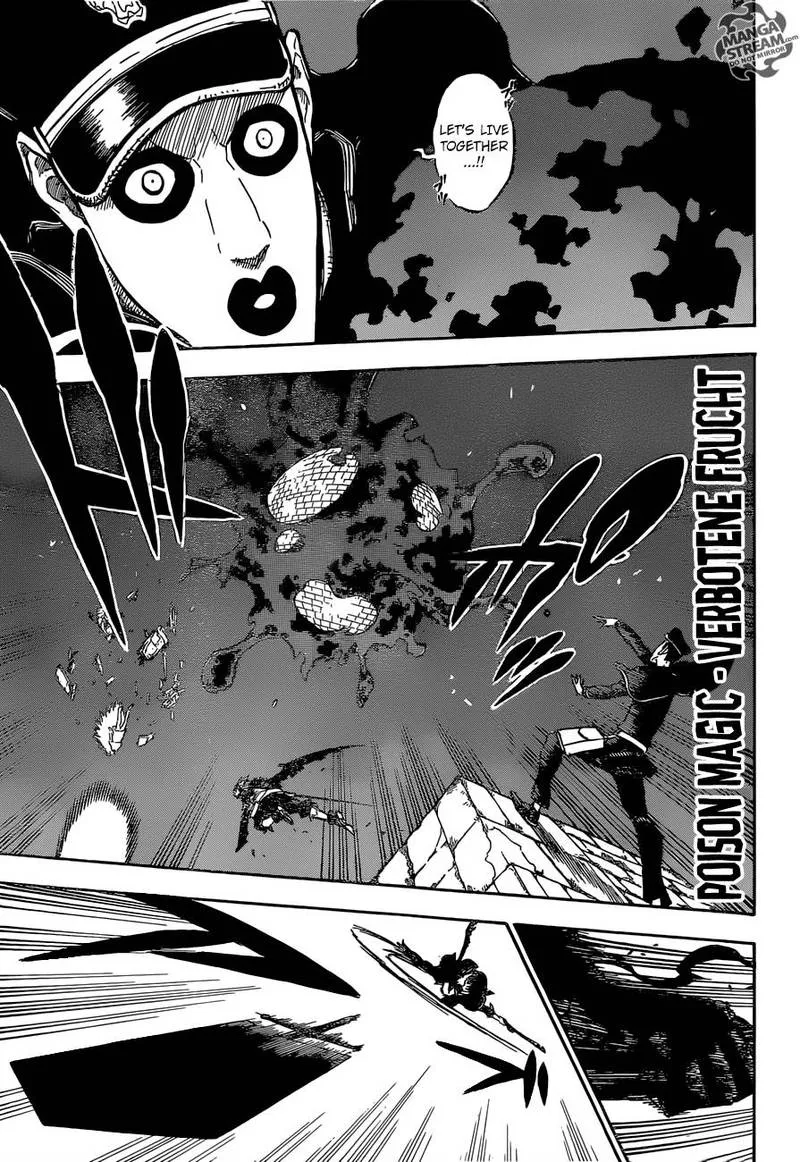 MANGA
STREAM.com
DO NOT MIRROR
LET'S LIVE
TOGETHER
...!!
POISON MAGIC - VERBOTENE FRUCHT